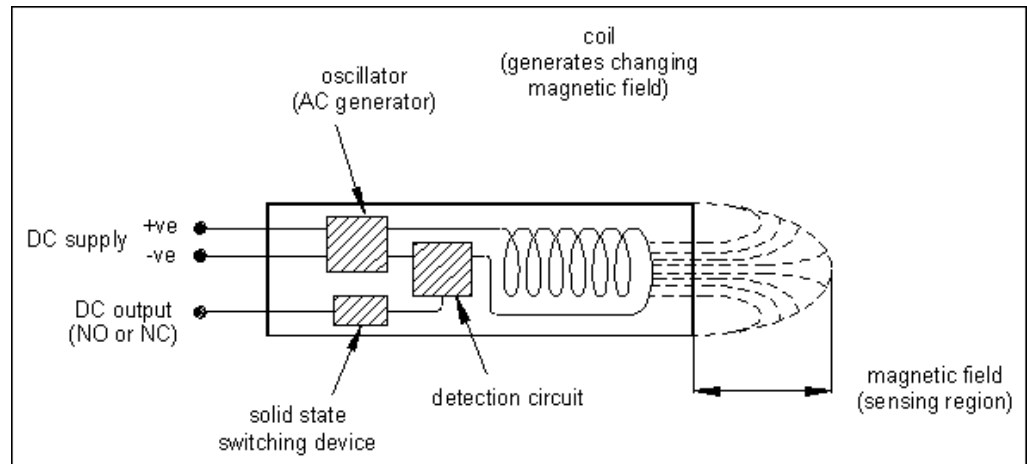 coil
(generates changing
magnetic field)
oscillator
(AC generator)
DC supply
+ve
-ve
DC output
(NO or NC)
solid state
switching device
detection circuit
magnetic field
(sensing region)